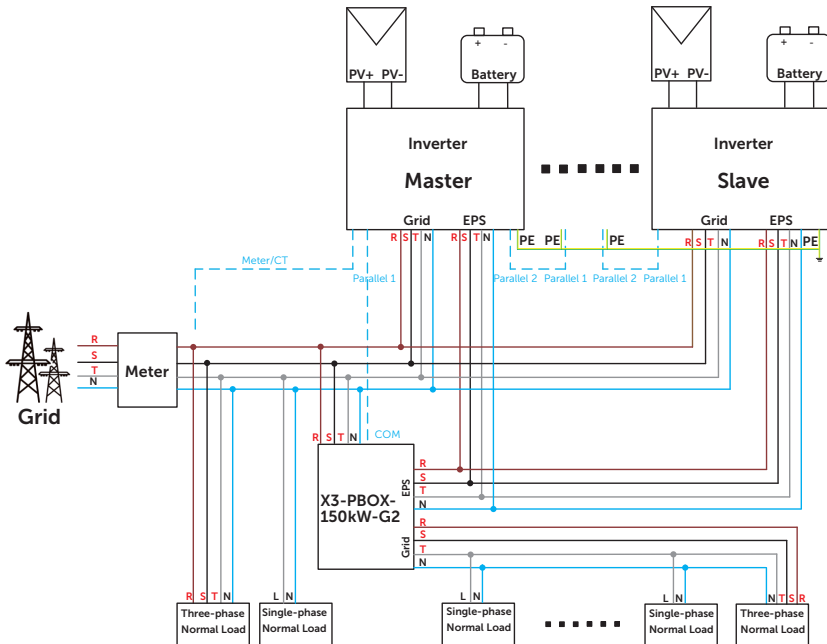 PV+ PV-
+ -
Battery
PV+ PV-
+ -
Battery
Inverter
Master
Grid EPS
R S T N R S T N
Inverter
Slave
Grid EPS
R S T N R S T N
PE PE PE PE
Meter/CT
Parallel 1 Parallel 2 Parallel 1 Parallel 2 Parallel 1
Grid
R
S
T
N
Meter
COM
R S T N
X3-PBOX-
150kW-G2
EPS
R
S
T
N
Grid
R
S
T
N
R S T N
Three-phase
Normal Load
L N
Single-phase
Normal Load
L N
Single-phase
Normal Load
L N
Single-phase
Normal Load
N T S R
Three-phase
Normal Load